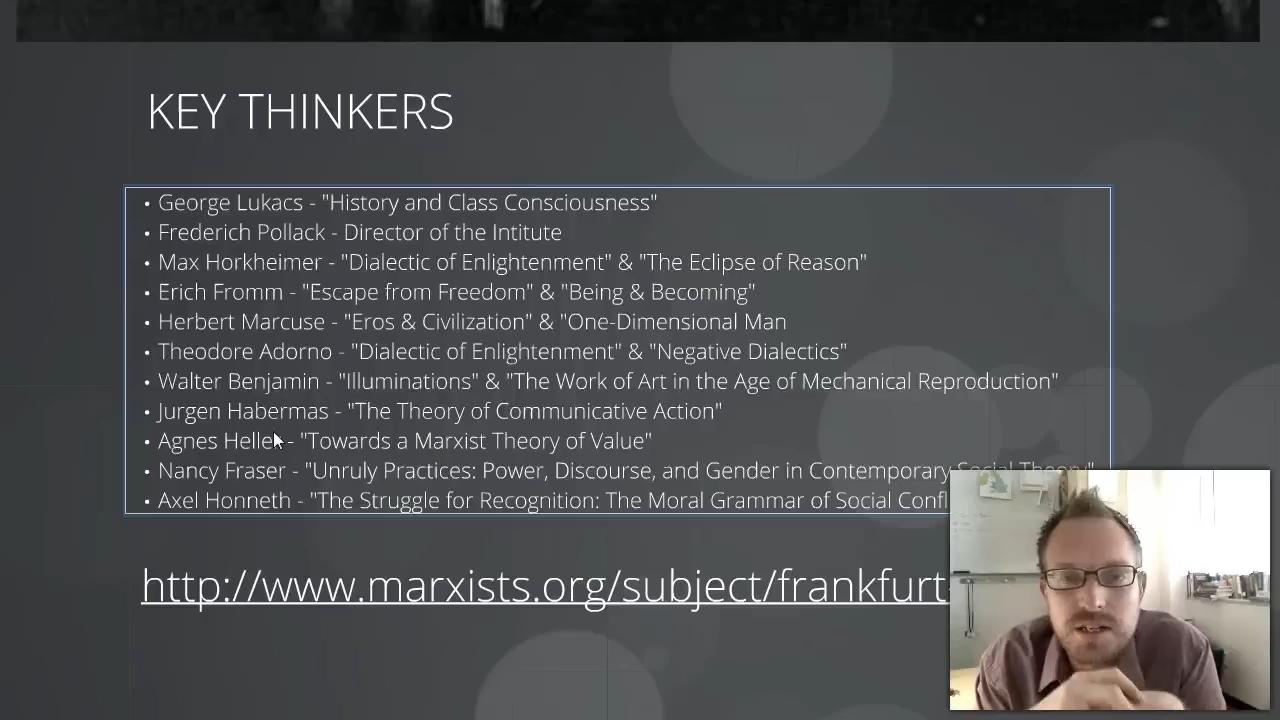 KEY THINKERS
• George Lukacs - "History and Class Consciousness"
• Frederich Pollack - Director of the Intitute
• Max Horkheimer - "Dialectic of Enlightenment" & "The Eclipse of Reason"
• Erich Fromm - "Escape from Freedom" & "Being & Becoming"
• Herbert Marcuse - "Eros & Civilization" & "One-Dimensional Man
• Theodore Adorno - "Dialectic of Enlightenment" & "Negative Dialectics"
• Walter Benjamin - "Illuminations" & "The Work of Art in the Age of Mechanical Reproduction"
• Jurgen Habermas - "The Theory of Communicative Action"
• Agnes Heller - "Towards a Marxist Theory of Value"
• Nancy Fraser - "Unruly Practices: Power, Discourse, and Gender in Contemporary Social Theory"
• Axel Honneth - "The Struggle for Recognition: The Moral Grammar of Social Confl
http://www.marxists.org/subject/frankfurt-